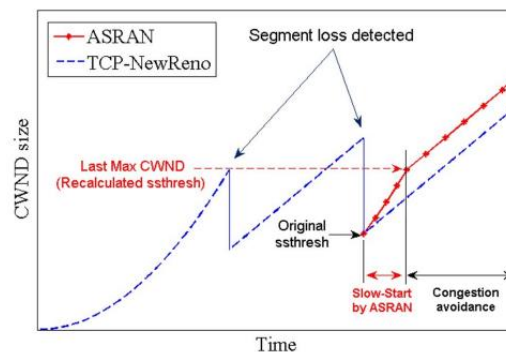 ASRAN
TCP-NewReno
Segment loss detected
CWND size
Last Max CWND
(Recalculated ssthresh)
Original
ssthresh
Slow-Start
by ASRAN
Congestion
avoidance
Time